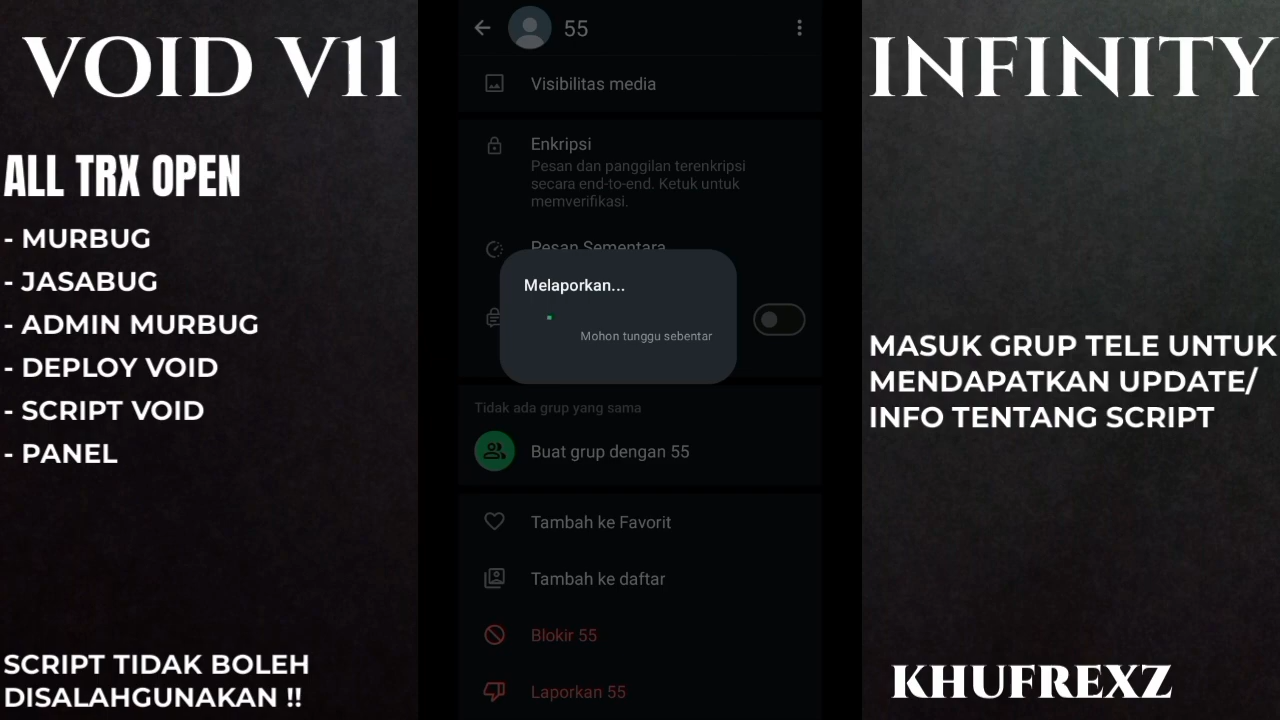 VOID V11
ALL TRX OPEN
- MURBUG
- JASABUG
- ADMIN MURBUG
- DEPLOY VOID
- SCRIPT VOID
- PANEL
SCRIPT TIDAK BOLEH
DISALAHGUNAKAN !!
55
Visibilitas media
Enkripsi
Pesan dan panggilan terenkripsi
secara end-to-end. Ketuk untuk
memverifikasi.
Pesan Sementara
Melaporkan...
Mohon tunggu sebentar
Tidak ada grup yang sama
Buat grup dengan 55
Tambah ke Favorit
Tambah ke daftar
Blokir 55
Laporkan 55
INFINITY
MASUK GRUP TELE UNTUK
MENDAPATKAN UPDATE/
INFO TENTANG SCRIPT
KHUFREXZ